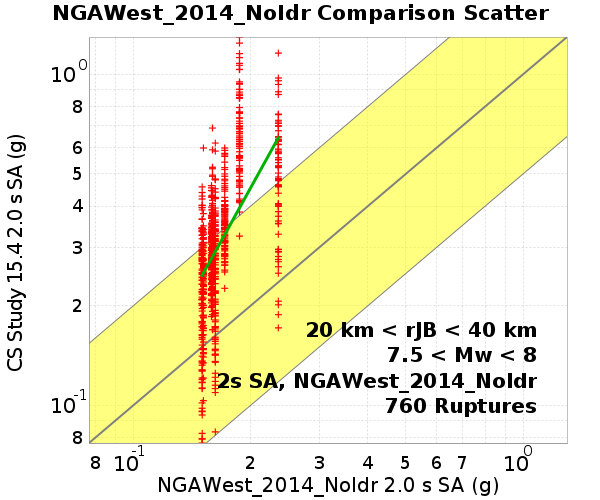 NGAWest_2014_NoIdr Comparison Scatter
CS Study 15.4 2.0 s SA (g)
10^0
8
6
5
4
3
2
10^-1
8
20 km < rJB < 40 km
7.5 < Mw < 8
2s SA, NGAWest_2014_NoIdr
760 Ruptures
8 10^-1 2 3 4 5 6 7 10^0
NGAWest_2014_NoIdr 2.0 s SA (g)